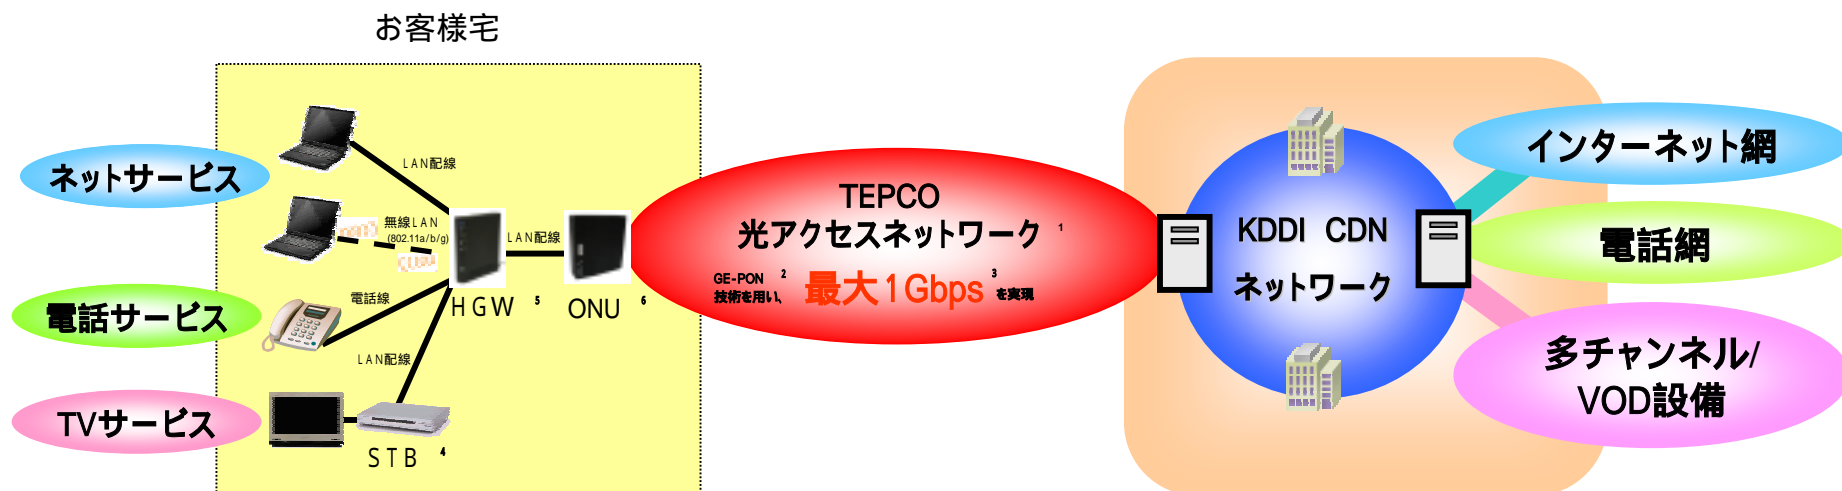 お客様宅
ネットサービス
電話サービス
TVサービス
LAN配線
無線LAN
(802.11a/b/g)
LAN配線
電話線
HGW 5
ONU 6
LAN配線
STB 4
TEPCO
光アクセスネットワーク 1
GE-PON 2
技術を用い、最大1Gbps 3 を実現
KDDI CDN
ネットワーク
インターネット網
電話網
多チャンネル/
VOD設備